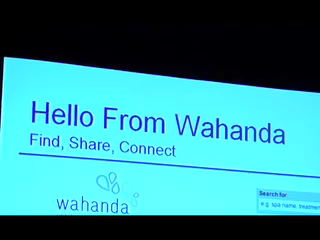 Hello From Wahanda
Find, Share, Connect
wahanda
Search for
e.g. spa name, treatment